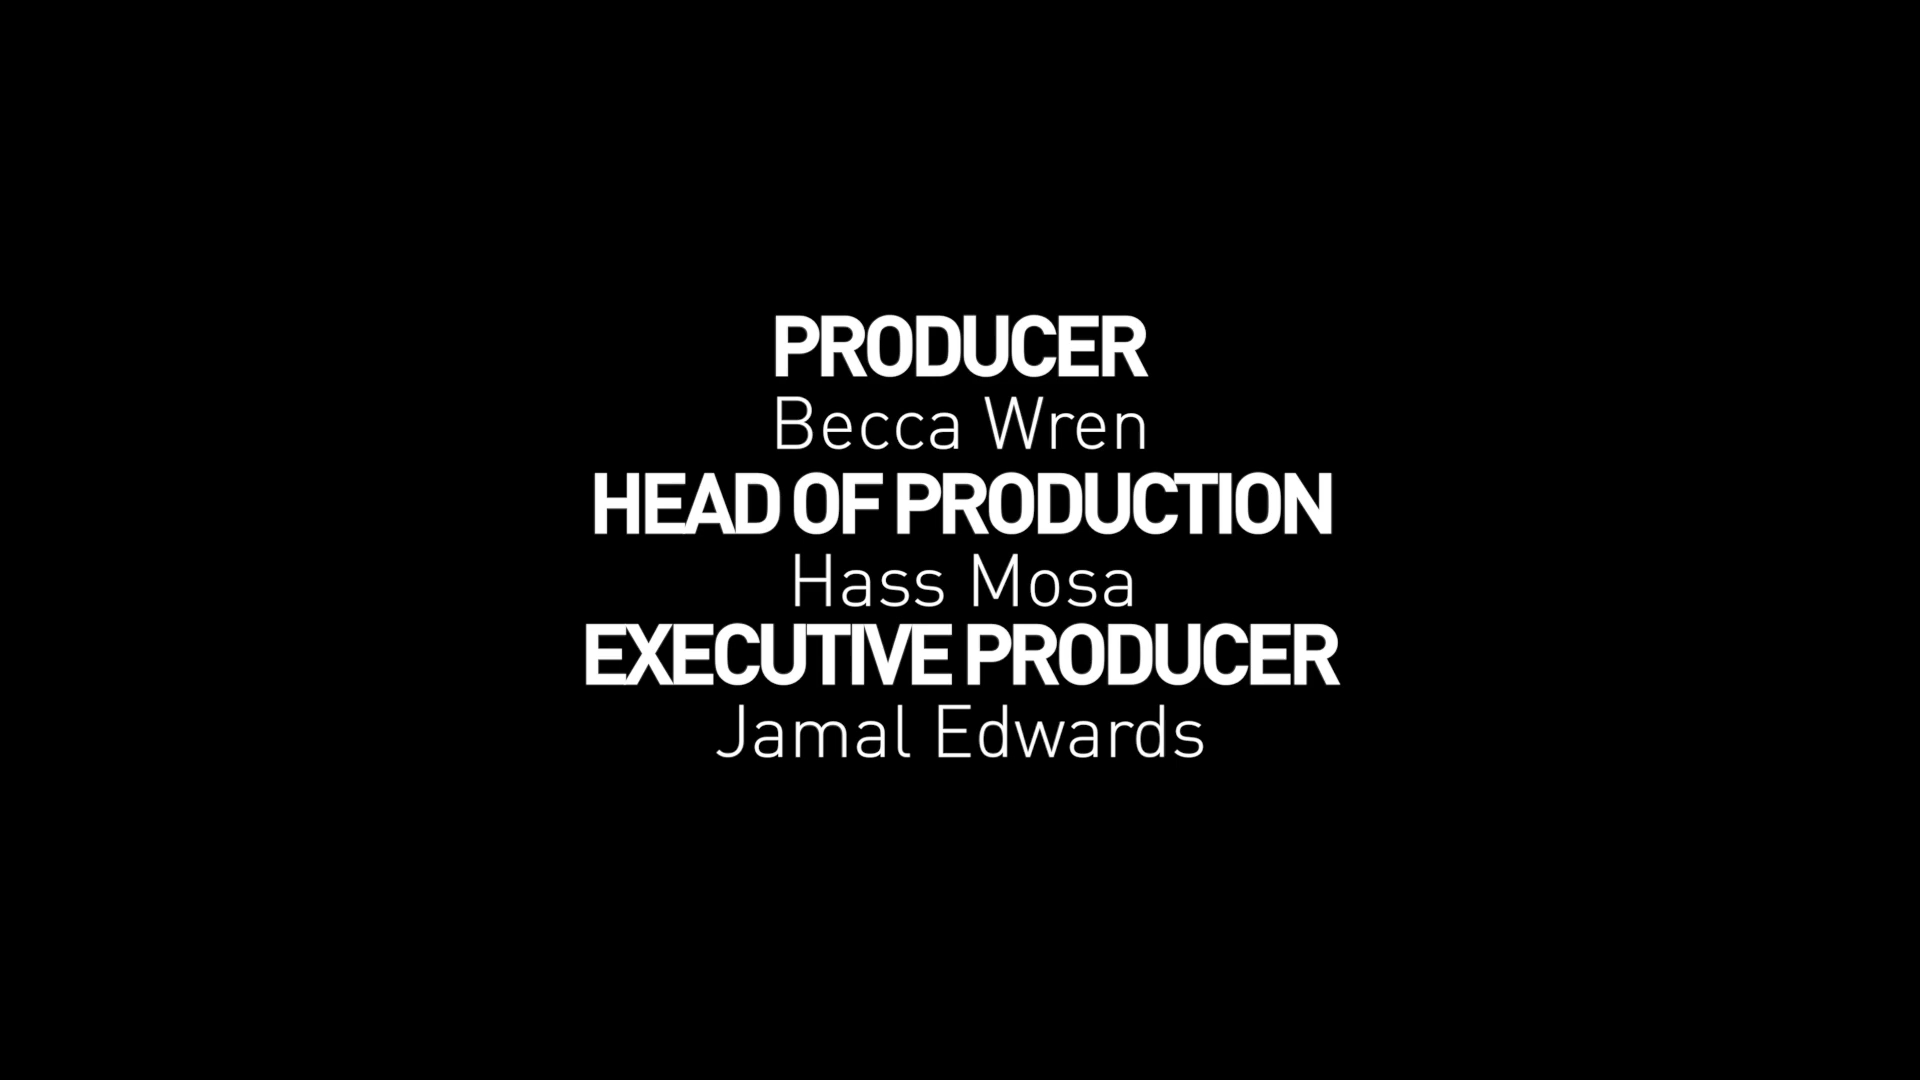 PRODUCER
Becca Wren
HEAD OF PRODUCTION
Hass Mosa
EXECUTIVE PRODUCER
Jamal Edwards